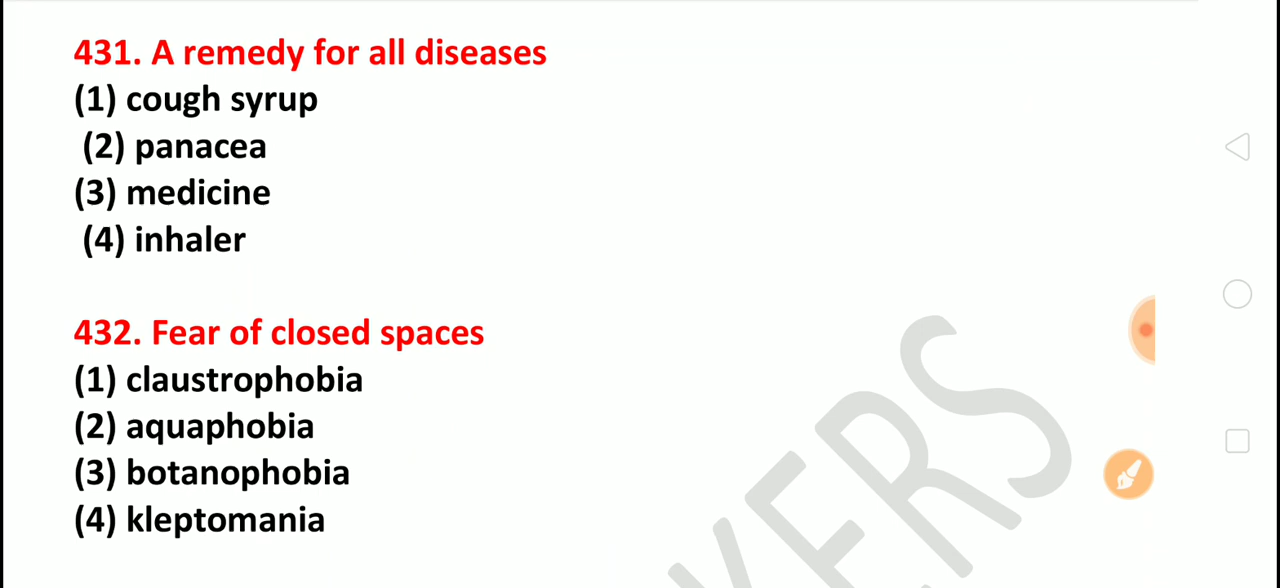 431. A remedy for all diseases
(1) cough syrup
(2) panacea
(3) medicine
(4) inhaler
432. Fear of closed spaces
(1) claustrophobia
(2) aquaphobia
(3) botanophobia
(4) kleptomania